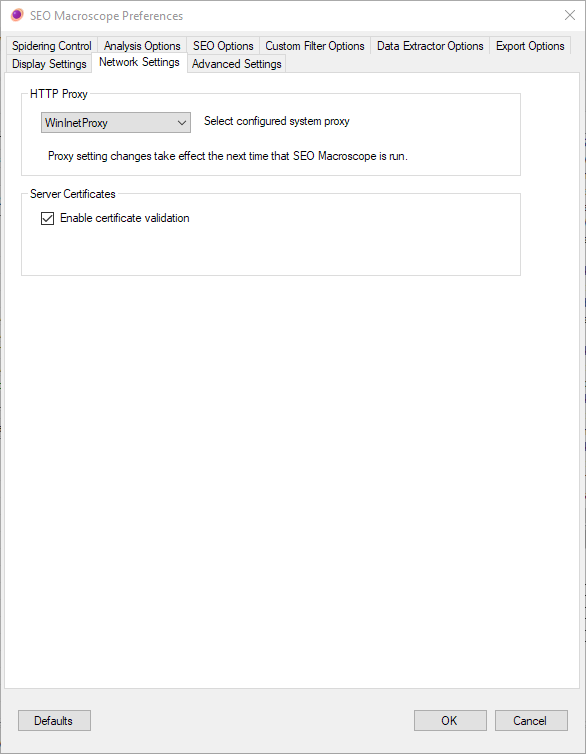 SEO Macroscope Preferences
Spidering Control Analysis Options SEO Options Custom Filter Options Data Extractor Options Export Options
Display Settings Network Settings Advanced Settings
HTTP Proxy
WinInetProxy Select configured system proxy
Proxy setting changes take effect the next time that SEO Macroscope is run.
Server Certificates
Enable certificate validation
Defaults OK Cancel